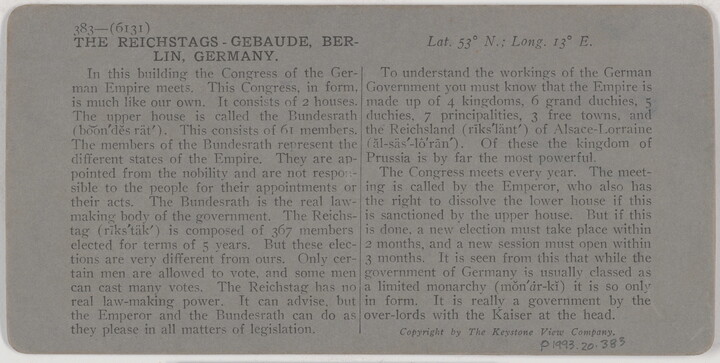 383—(6131)
THE REICHSTAGS-GEBAUDE, BER-
LIN, GERMANY.
In this building the Congress of the Ger-
man Empire meets. This Congress, in form,
is much like our own. It consists of 2 houses.
The upper house is called the Bundesrath
(bo͞on'dĕs rät'). This consists of 61 members.
The members of the Bundesrath represent the
different states of the Empire. They are ap-
pointed from the nobility and are not respon-
sible to the people for their appointments or
their acts. The Bundesrath is the real law-
making body of the government. The Reichs-
tag (rīks'täk') is composed of 367 members
elected for terms of 5 years. But these elec-
tions are very different from ours. Only cer-
tain men are allowed to vote, and some men
can cast many votes. The Reichstag has no
real law-making power. It can advise, but
the Emperor and the Bundesrath can do as
they please in all matters of legislation.
Lat. 53° N.; Long. 13° E.
To understand the workings of the German
Government you must know that the Empire is
made up of 4 kingdoms, 6 grand duchies, 5
duchies, 7 principalities, 3 free towns, and
the Reichsland (rīks'länt') of Alsace-Lorraine
(ăl-sās'-lō'rān'). Of these the kingdom of
Prussia is by far the most powerful.
The Congress meets every year. The meet-
ing is called by the Emperor, who also has
the right to dissolve the lower house if this
is sanctioned by the upper house. But if this
is done, a new election must take place within
2 months, and a new session must open within
3 months. It is seen from this that while the
government of Germany is usually classed as
a limited monarchy (mŏn'ár-kĭ) it is so only
in form. It is really a government by the
over-lords with the Kaiser at the head.
Copyright by The Keystone View Company.
P1993.20.383